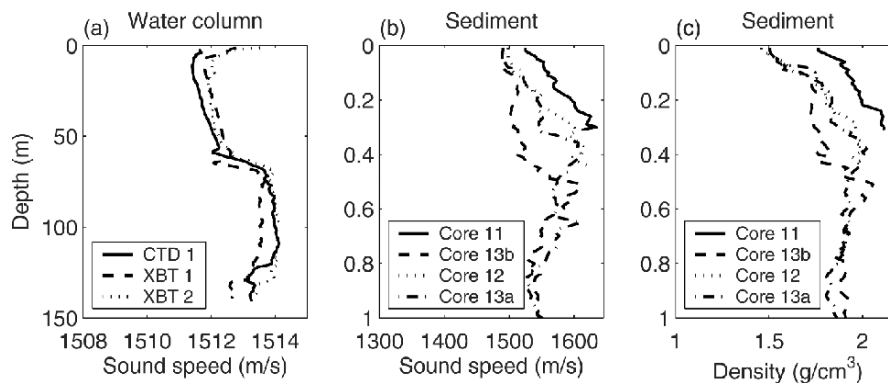 (a) Water column
0
50
100
150
Depth (m)
CTD 1
XBT 1
XBT 2
1508 1510 1512 1514
Sound speed (m/s)
(b) Sediment
0
0.2
0.4
0.6
0.8
1
Core 11
Core 13b
Core 12
Core 13a
1300 1400 1500 1600
Sound speed (m/s)
(c) Sediment
0
0.2
0.4
0.6
0.8
1
Core 11
Core 13b
Core 12
Core 13a
1 1.5 2
Density (g/cm³)